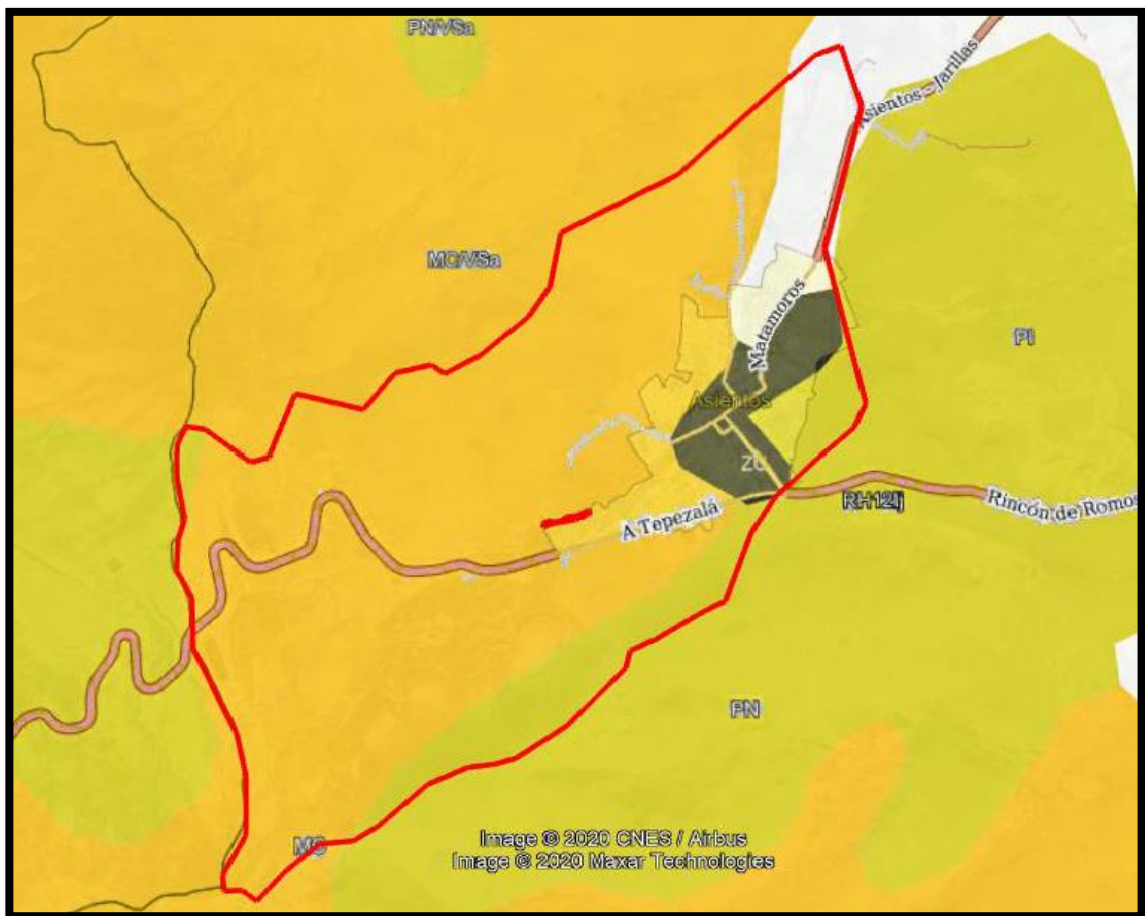 PN/VSa
Asientos - Jarillas
MC/VSa
Matamoros
PI
Asientos
ZU
RH12Ij
Rincón de Romos
A Tepezalá
PN
MC
Image © 2020 CNES / Airbus
Image © 2020 Maxar Technologies